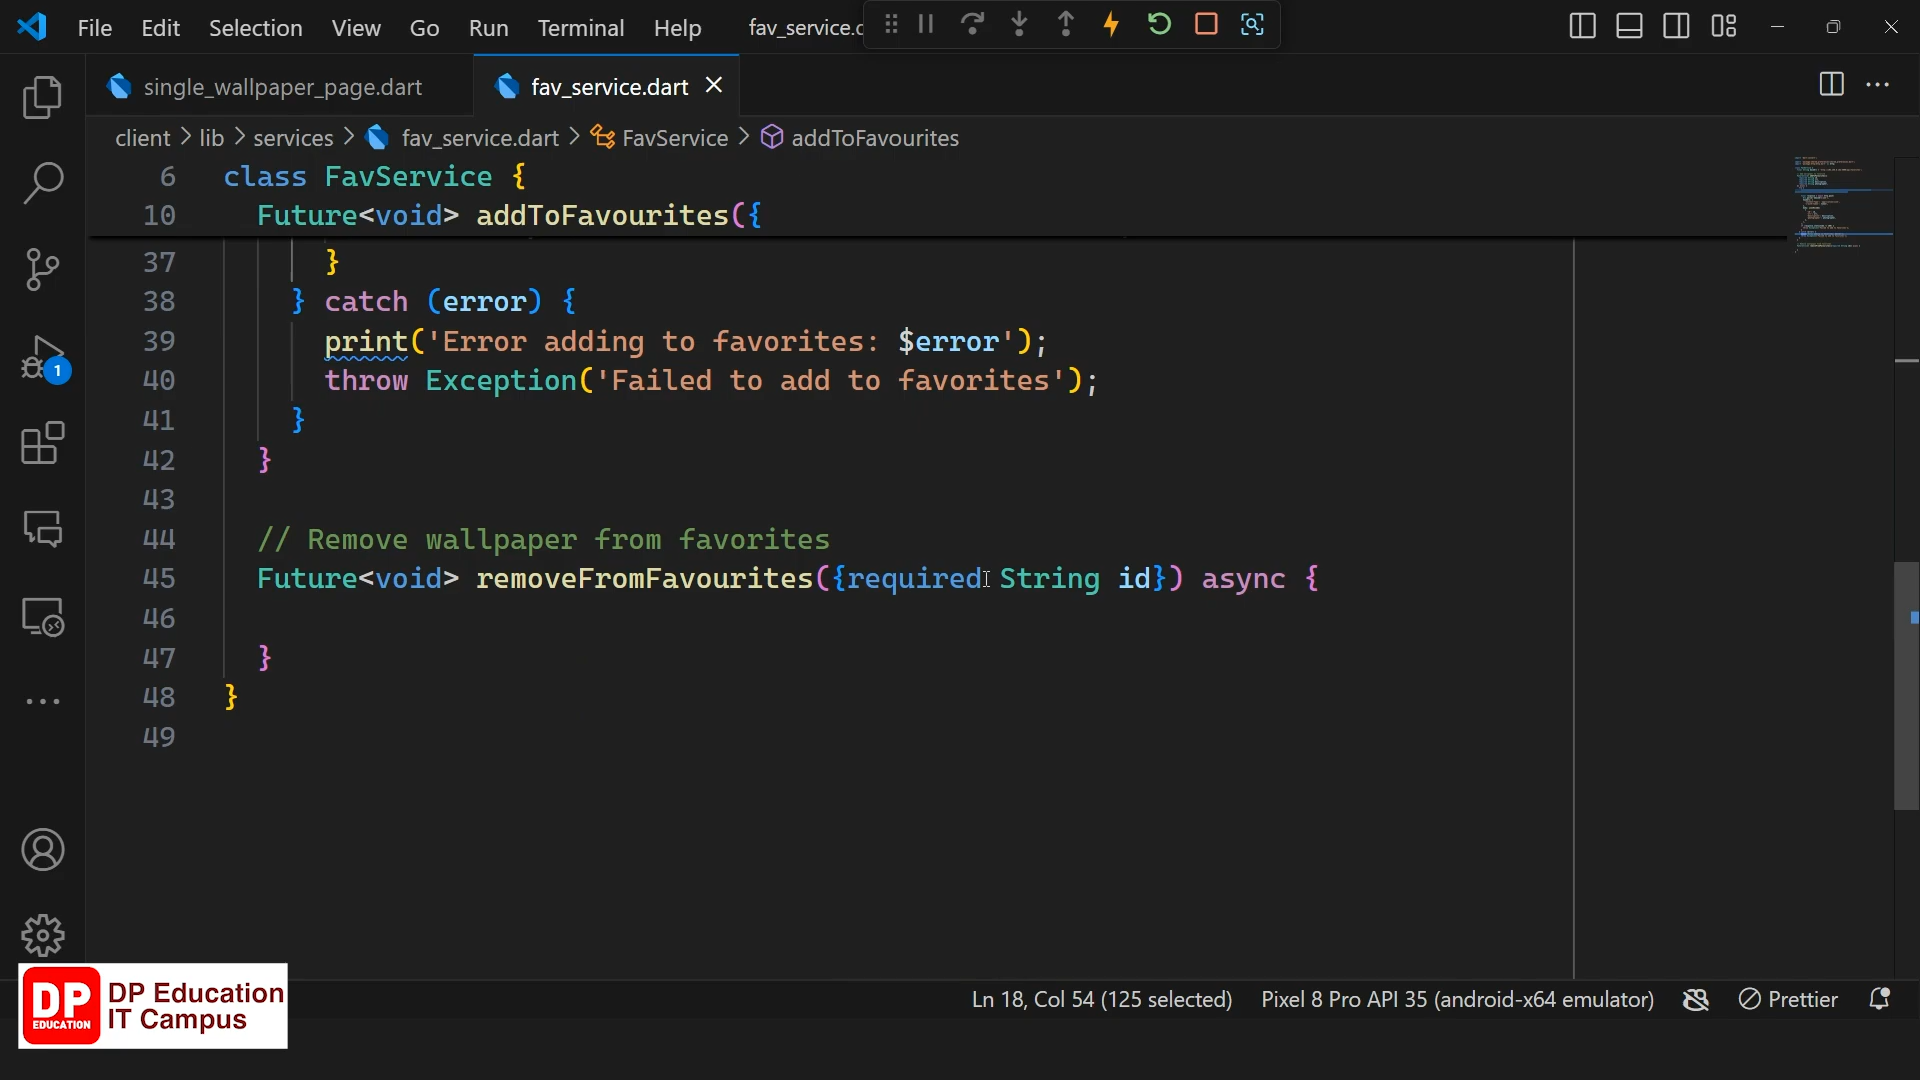 File Edit Selection View Go Run Terminal Help fav_service.d
single_wallpaper_page.dart fav_service.dart
client > lib > services > fav_service.dart > FavService > addToFavourites
6 class FavService {
10 Future<void> addToFavourites({
37 }
38 } catch (error) {
39 print('Error adding to favorites: $error');
40 throw Exception('Failed to add to favorites');
41 }
42 }
43
44 // Remove wallpaper from favorites
45 Future<void> removeFromFavourites({required String id}) async {
46
47 }
48 }
49
1
DP EDUCATION
DP Education
IT Campus
Ln 18, Col 54 (125 selected) Pixel 8 Pro API 35 (android-x64 emulator) Prettier